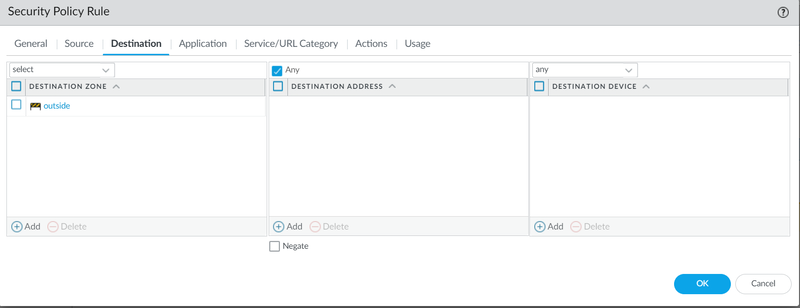 Security Policy Rule
General Source Destination Application Service/URL Category Actions Usage
select Any any
DESTINATION ZONE DESTINATION ADDRESS DESTINATION DEVICE
outside
Add Delete Add Delete Add Delete
Negate
OK Cancel